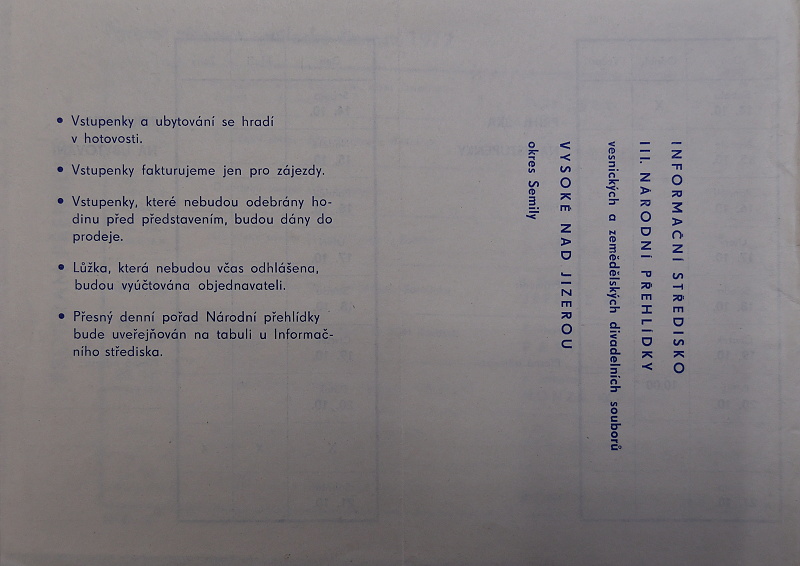 • Vstupenky a ubytování se hradí
v hotovosti.
• Vstupenky fakturujeme jen pro zájezdy.
• Vstupenky, které nebudou odebrány ho-
dinu před představením, budou dány do
prodeje.
• Lůžka, která nebudou včas odhlášena,
budou vyúčtována objednavateli.
• Přesný denní pořad Národní přehlídky
bude uveřejňován na tabuli u Informač-
ního střediska.
INFORMAČNÍ STŘEDISKO
III. NÁRODNÍ PŘEHLÍDKY
vesnických a zemědělských divadelních souborů
VYSOKÉ NAD JIZEROU
okres Semily